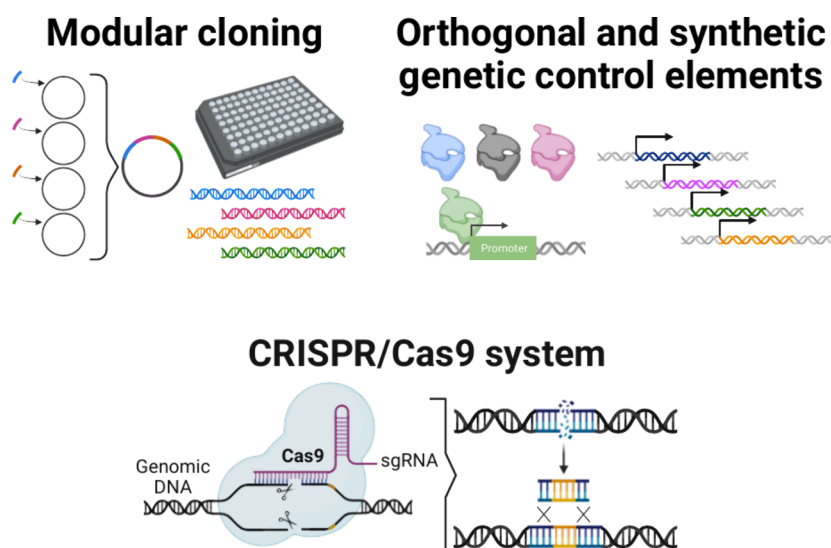 Modular cloning
Orthogonal and synthetic
genetic control elements
Promoter
CRISPR/Cas9 system
Cas9
sgRNA
Genomic
DNA